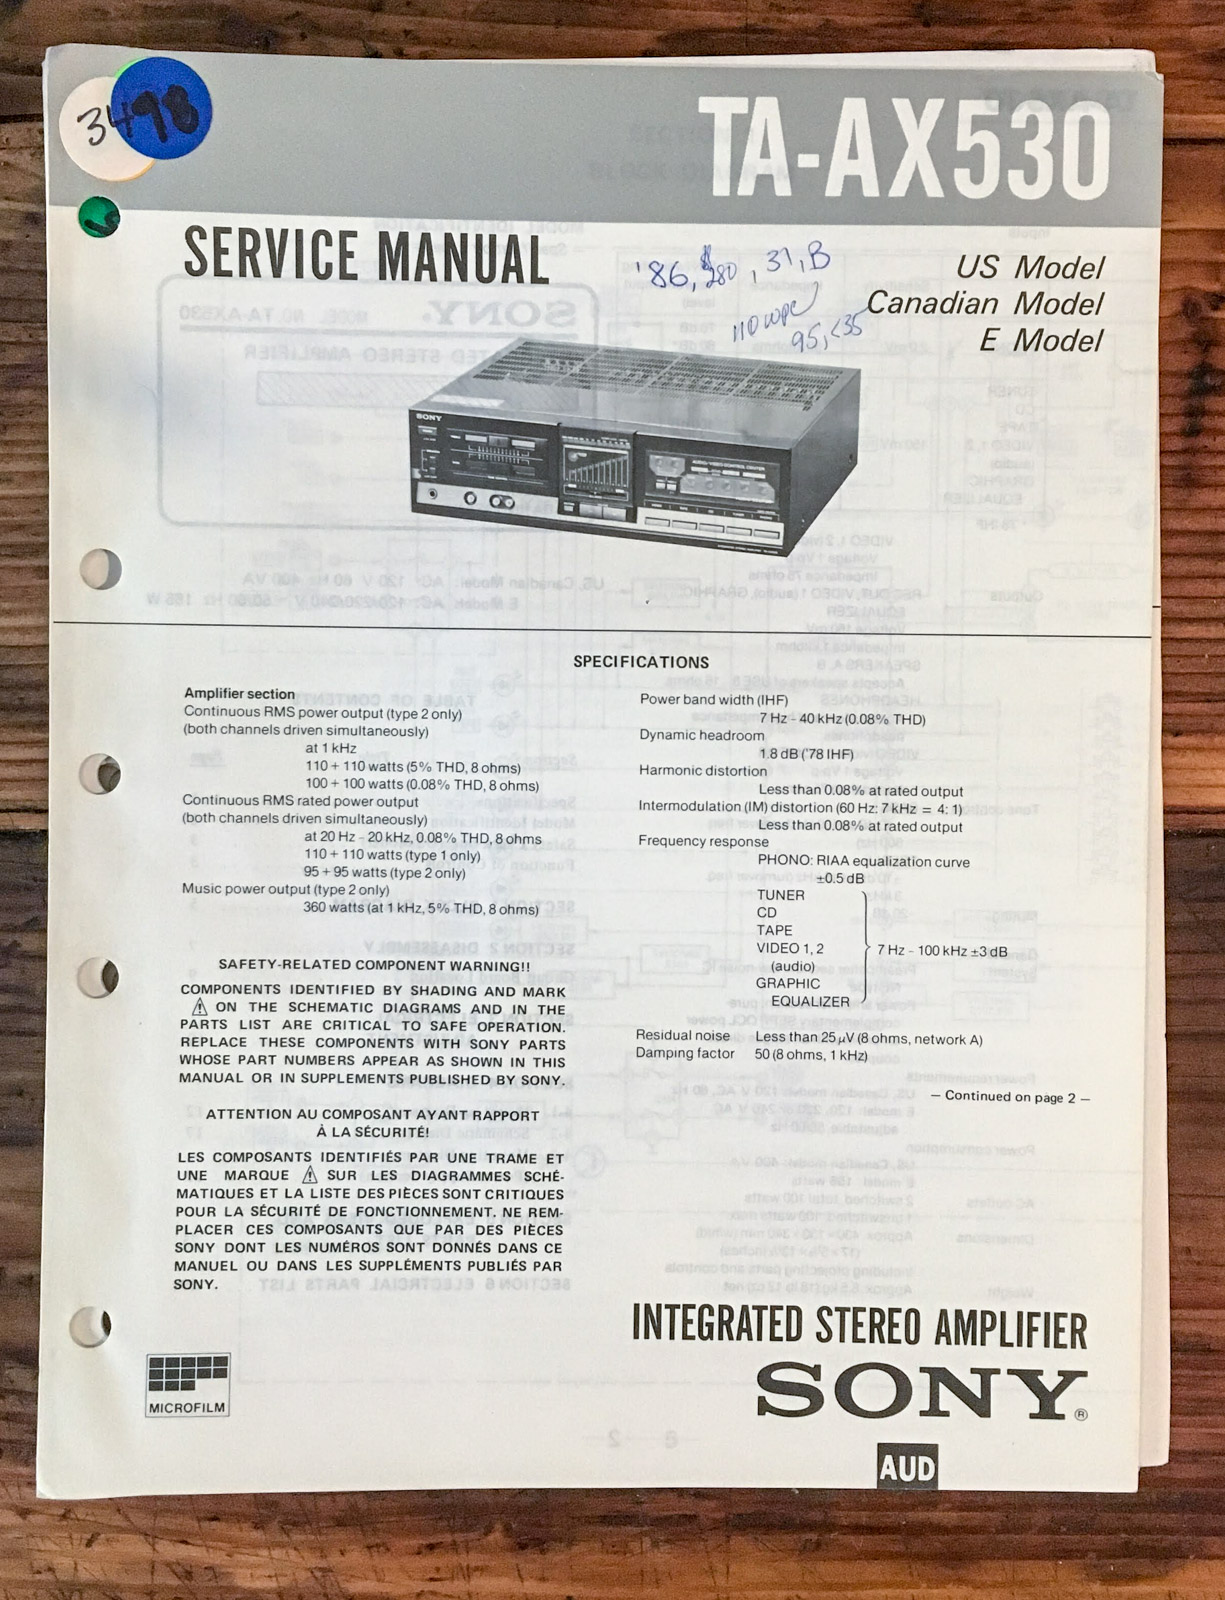 3498
TA-AX530
SERVICE MANUAL
'86, $280, 31, B
110 wpc
95, <35
US Model
Canadian Model
E Model
SONY
SPECIFICATIONS
Amplifier section
Continuous RMS power output (type 2 only)
(both channels driven simultaneously)
at 1 kHz
110 + 110 watts (5% THD, 8 ohms)
100 + 100 watts (0.08% THD, 8 ohms)
Continuous RMS rated power output
(both channels driven simultaneously)
at 20 Hz - 20 kHz, 0.08% THD, 8 ohms
110 + 110 watts (type 1 only)
95 + 95 watts (type 2 only)
Music power output (type 2 only)
360 watts (at 1 kHz, 5% THD, 8 ohms)
SAFETY-RELATED COMPONENT WARNING!!
COMPONENTS IDENTIFIED BY SHADING AND MARK
⚠ ON THE SCHEMATIC DIAGRAMS AND IN THE
PARTS LIST ARE CRITICAL TO SAFE OPERATION.
REPLACE THESE COMPONENTS WITH SONY PARTS
WHOSE PART NUMBERS APPEAR AS SHOWN IN THIS
MANUAL OR IN SUPPLEMENTS PUBLISHED BY SONY.
ATTENTION AU COMPOSANT AYANT RAPPORT
À LA SÉCURITÉ!
LES COMPOSANTS IDENTIFIÉS PAR UNE TRAME ET
UNE MARQUE ⚠ SUR LES DIAGRAMMES SCHÉ-
MATIQUES ET LA LISTE DES PIÈCES SONT CRITIQUES
POUR LA SÉCURITÉ DE FONCTIONNEMENT. NE REM-
PLACER CES COMPOSANTS QUE PAR DES PIÈCES
SONY DONT LES NUMÉROS SONT DONNÉS DANS CE
MANUEL OU DANS LES SUPPLÉMENTS PUBLIÉS PAR
SONY.
Power band width (IHF)
7 Hz - 40 kHz (0.08% THD)
Dynamic headroom
1.8 dB ('78 IHF)
Harmonic distortion
Less than 0.08% at rated output
Intermodulation (IM) distortion (60 Hz: 7 kHz = 4: 1)
Less than 0.08% at rated output
Frequency response
PHONO: RIAA equalization curve
±0.5 dB
TUNER
CD
TAPE
VIDEO 1, 2
(audio)
GRAPHIC
EQUALIZER
7 Hz - 100 kHz ±3 dB
Residual noise Less than 25 μV (8 ohms, network A)
Damping factor 50 (8 ohms, 1 kHz)
— Continued on page 2 —
INTEGRATED STEREO AMPLIFIER
SONY®
MICROFILM
AUD